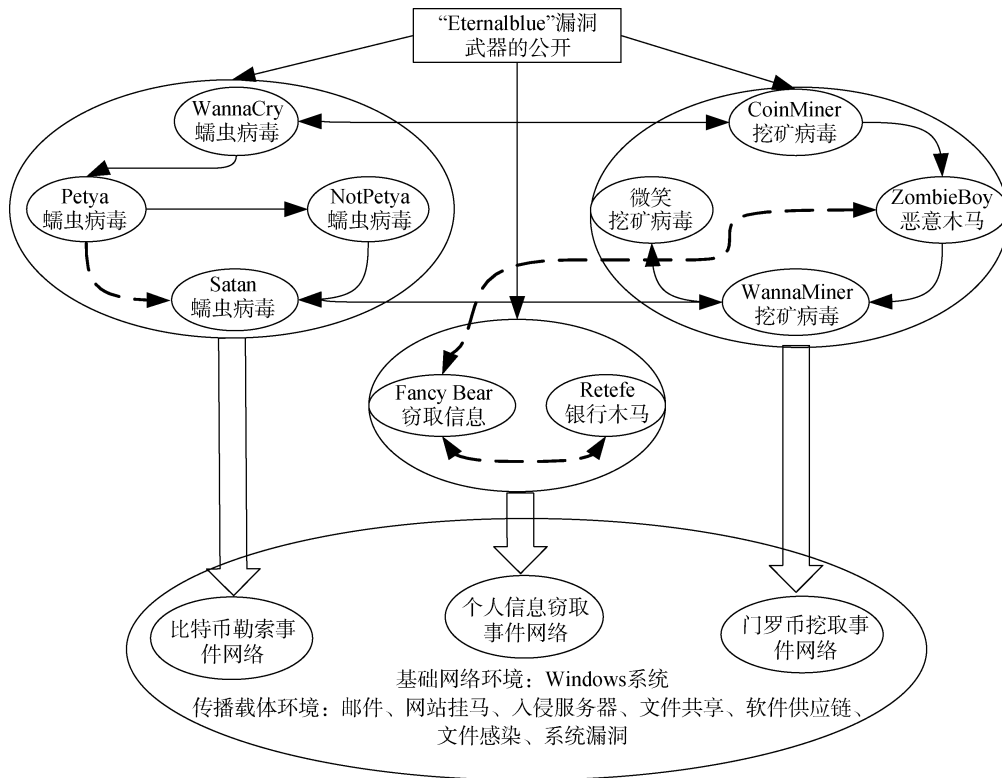 “Eternalblue”漏洞
武器的公开
WannaCry
蠕虫病毒
CoinMiner
挖矿病毒
Petya
蠕虫病毒
NotPetya
蠕虫病毒
微笑
挖矿病毒
ZombieBoy
恶意木马
Satan
蠕虫病毒
WannaMiner
挖矿病毒
Fancy Bear
窃取信息
Retefe
银行木马
比特币勒索事
件网络
个人信息窃取
事件网络
门罗币挖取事
件网络
基础网络环境：Windows系统
传播载体环境：邮件、网站挂马、入侵服务器、文件共享、软件供应链、
文件感染、系统漏洞